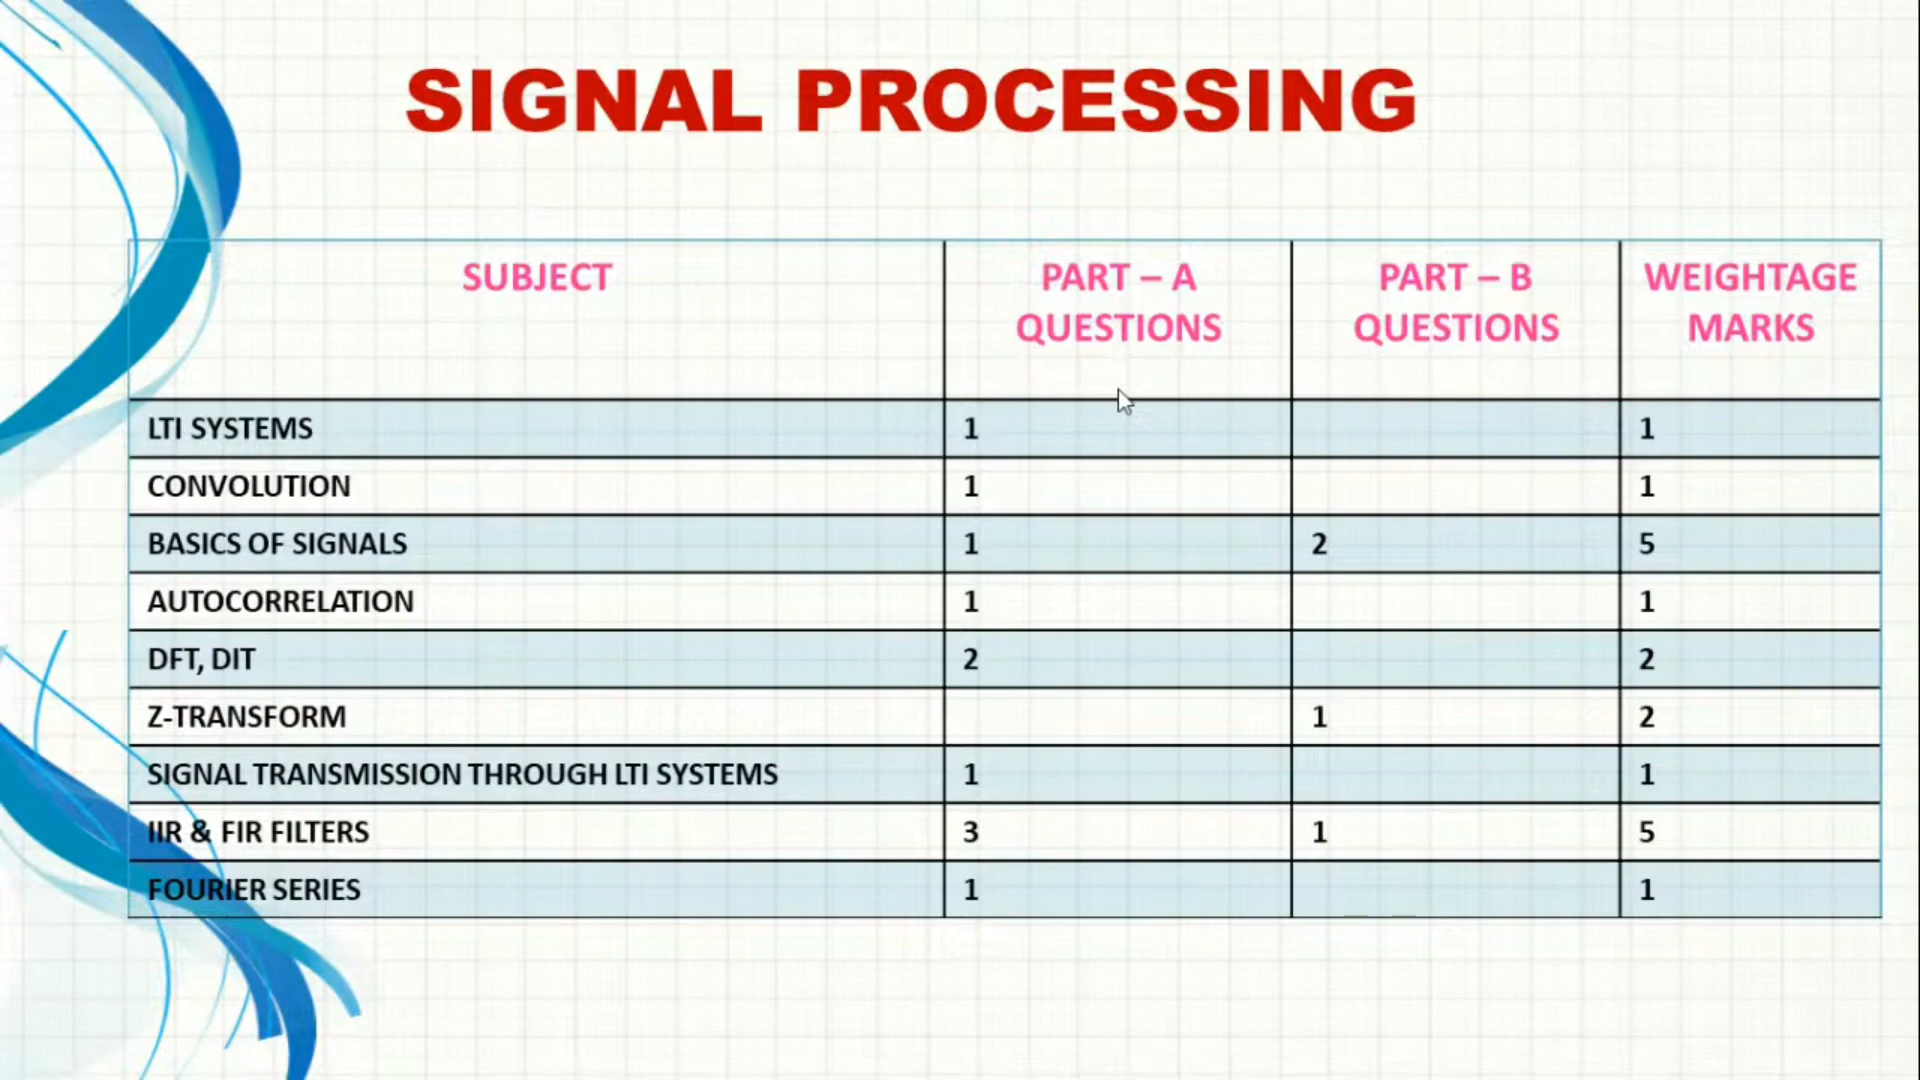 SIGNAL PROCESSING
SUBJECT PART – A QUESTIONS PART – B QUESTIONS WEIGHTAGE MARKS
LTI SYSTEMS 1 1
CONVOLUTION 1 1
BASICS OF SIGNALS 1 2 5
AUTOCORRELATION 1 1
DFT, DIT 2 2
Z-TRANSFORM 1 2
SIGNAL TRANSMISSION THROUGH LTI SYSTEMS 1 1
IIR & FIR FILTERS 3 1 5
FOURIER SERIES 1 1